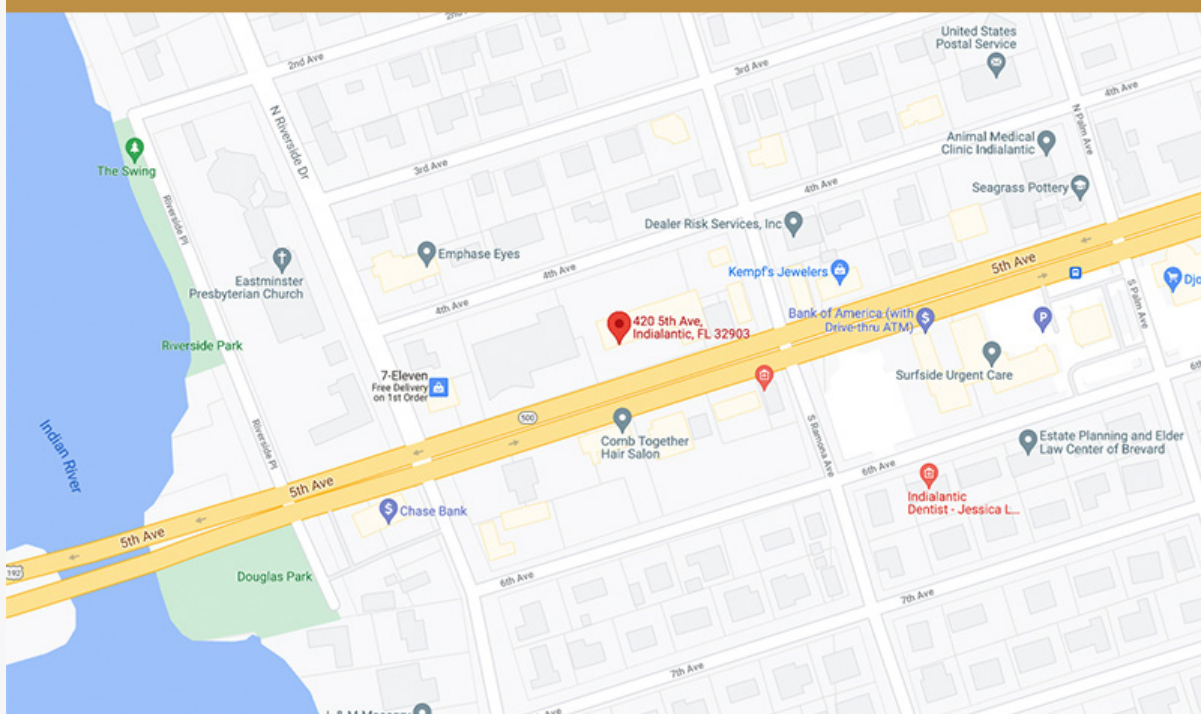 United States
Postal Service
2nd Ave
2nd Ave
3rd Ave
4th Ave
N Palm Ave
N Riverside Dr
Animal Medical
Clinic Indialantic
The Swing
3rd Ave
Seagrass Pottery
4th Ave
Riverside Pl
Dealer Risk Services, Inc
Emphase Eyes
5th Ave
Kempf's Jewelers
4th Ave
Eastminster
Presbyterian Church
S Palm Ave
4th Ave
Bank of America (with
Drive-thru ATM)
P
420 5th Ave,
Indialantic, FL 32903
Riverside Park
6th
7-Eleven
Free Delivery
on 1st Order
Surfside Urgent Care
500
Comb Together
Hair Salon
S Ramona Ave
Indian River
Riverside Pl
Estate Planning and Elder
Law Center of Brevard
6th Ave
5th Ave
Indialantic
Dentist - Jessica L...
Chase Bank
5th Ave
192
Douglas Park
6th Ave
7th Ave
7th Ave